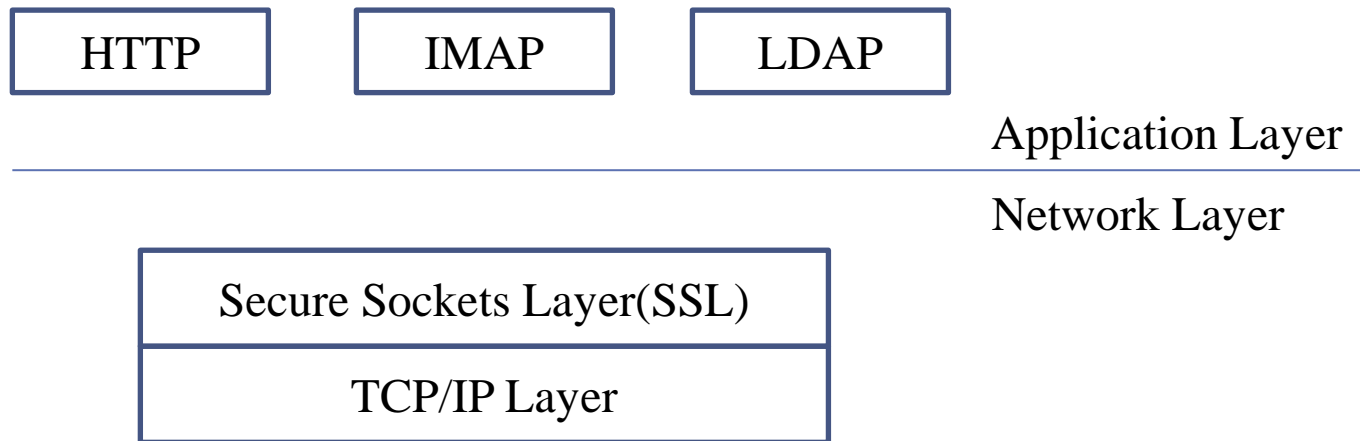 HTTP
IMAP
LDAP
Application Layer
Network Layer
Secure Sockets Layer(SSL)
TCP/IP Layer